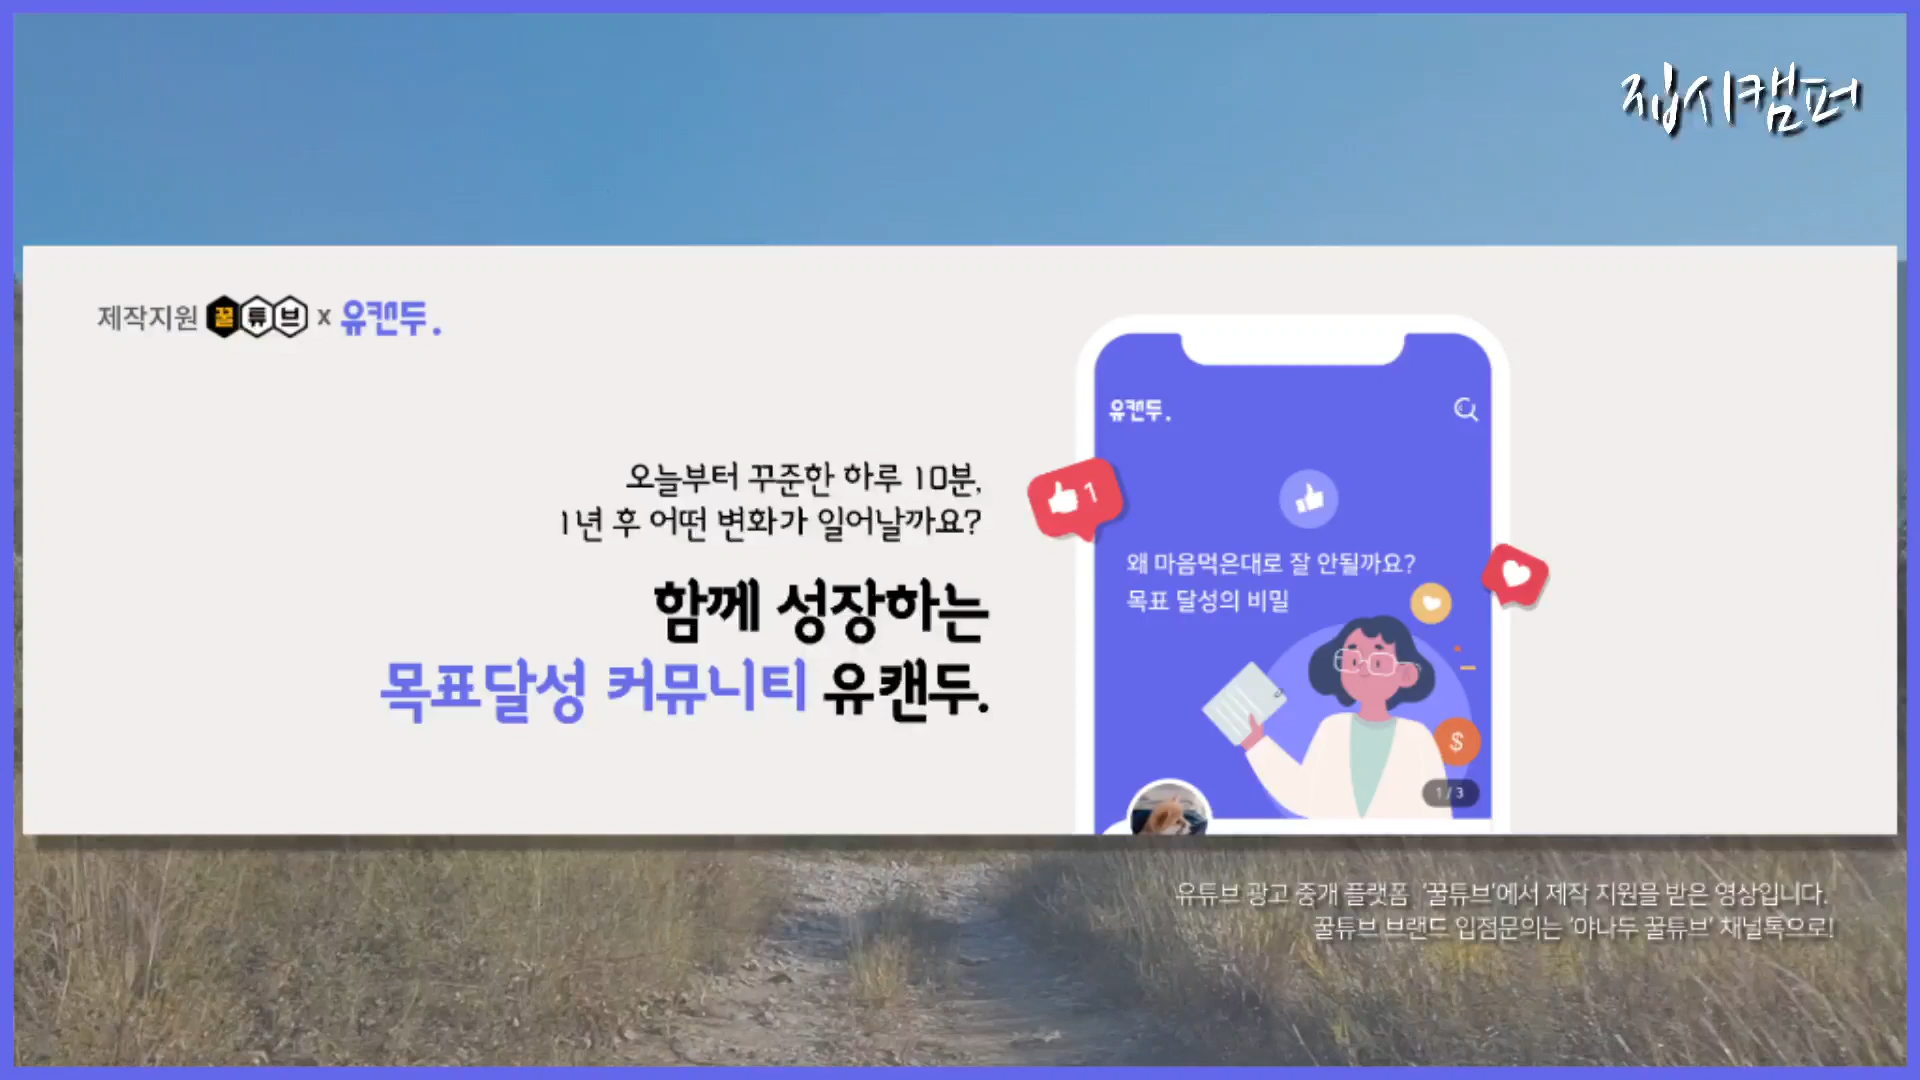 집시캠퍼
제작지원 꿀튜브 x 유캔두.
오늘부터 꾸준한 하루 10분,
1년 후 어떤 변화가 일어날까요?
함께 성장하는
목표달성 커뮤니티 유캔두.
유캔두.
1
왜 마음먹은대로 잘 안될까요?
목표 달성의 비밀
$
1/3
유튜브 광고 중개 플랫폼 '꿀튜브'에서 제작 지원을 받은 영상입니다.
꿀튜브 브랜드 입점문의는 '야나두 꿀튜브' 채널톡으로!